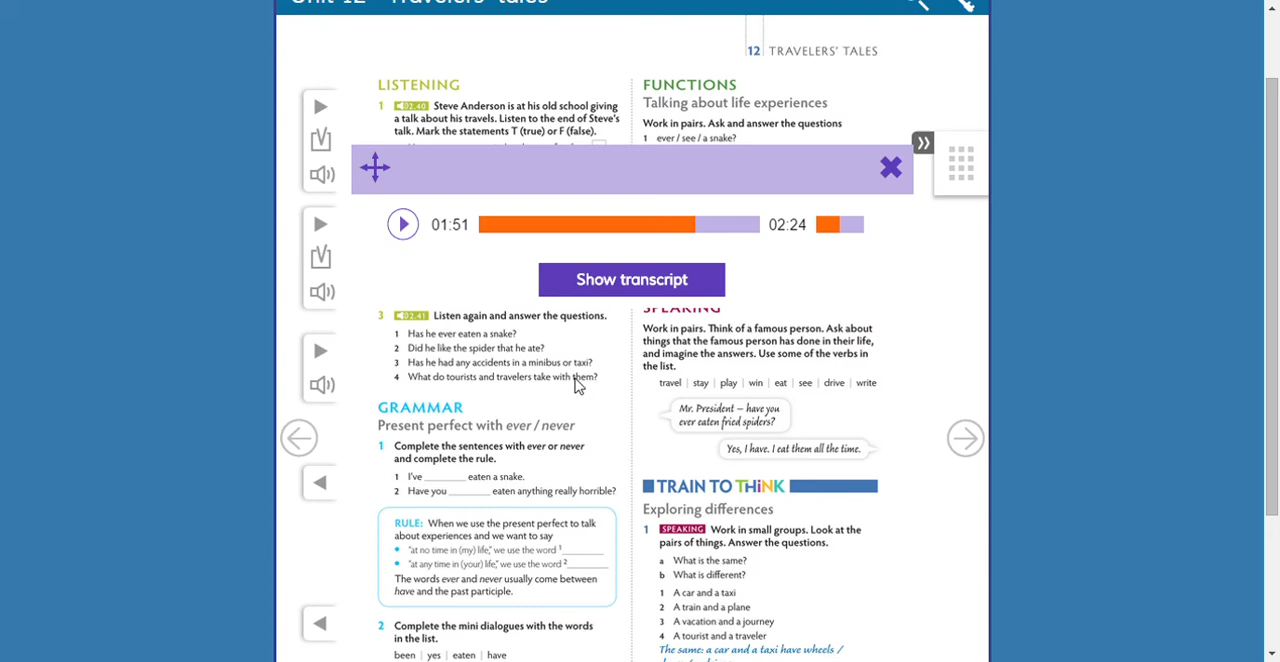 12 TRAVELERS' TALES
LISTENING
1 02.40 Steve Anderson is at his old school giving
a talk about his travels. Listen to the end of Steve's
talk. Mark the statements T (true) or F (false).
FUNCTIONS
Talking about life experiences
Work in pairs. Ask and answer the questions
1 ever / see / a snake?
01:51
02:24
Show transcript
3 02.41 Listen again and answer the questions.
1 Has he ever eaten a snake?
2 Did he like the spider that he ate?
3 Has he had any accidents in a minibus or taxi?
4 What do tourists and travelers take with them?
GRAMMAR
Present perfect with ever / never
1 Complete the sentences with ever or never
and complete the rule.
1 I've ________ eaten a snake.
2 Have you ________ eaten anything really horrible?
RULE: When we use the present perfect to talk
about experiences and we want to say
• "at no time in (my) life," we use the word 1________
• "at any time in (your) life," we use the word 2________
The words ever and never usually come between
have and the past participle.
2 Complete the mini dialogues with the words
in the list.
been | yes | eaten | have
SPEAKING
Work in pairs. Think of a famous person. Ask about
things that the famous person has done in their life,
and imagine the answers. Use some of the verbs in
the list.
travel | stay | play | win | eat | see | drive | write
Mr. President – have you
ever eaten fried spiders?
Yes, I have. I eat them all the time.
TRAIN TO THiNK
Exploring differences
1 SPEAKING Work in small groups. Look at the
pairs of things. Answer the questions.
a What is the same?
b What is different?
1 A car and a taxi
2 A train and a plane
3 A vacation and a journey
4 A tourist and a traveler
The same: a car and a taxi have wheels /